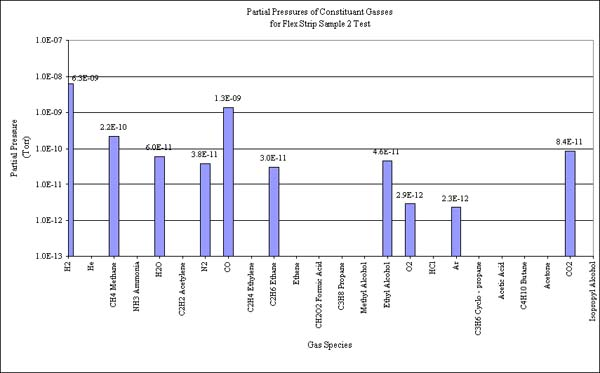 Partial Pressures of Constituant Gasses
for Flex Strip Sample 2 Test
1.0E-07
1.0E-08
1.0E-09
1.0E-10
1.0E-11
1.0E-12
1.0E-13
Partial Pressure
(Torr)
6.3E-09
2.2E-10
6.0E-11
3.8E-11
1.3E-09
3.0E-11
4.6E-11
2.9E-12
2.3E-12
8.4E-11
H2
He
CH4 Methane
NH3 Ammonia
H2O
C2H2 Acetylene
N2
CO
C2H4 Ethylene
C2H6 Ethane
Ethene
CH2O2 Formic Acid
C3H8 Propane
Methyl Alcohol
Ethyl Alcohol
O2
HCl
Ar
C3H6 Cyclo - propane
Acetic Acid
C4H10 Butane
Acetone
CO2
Isopropyl Alcohol
Gas Species